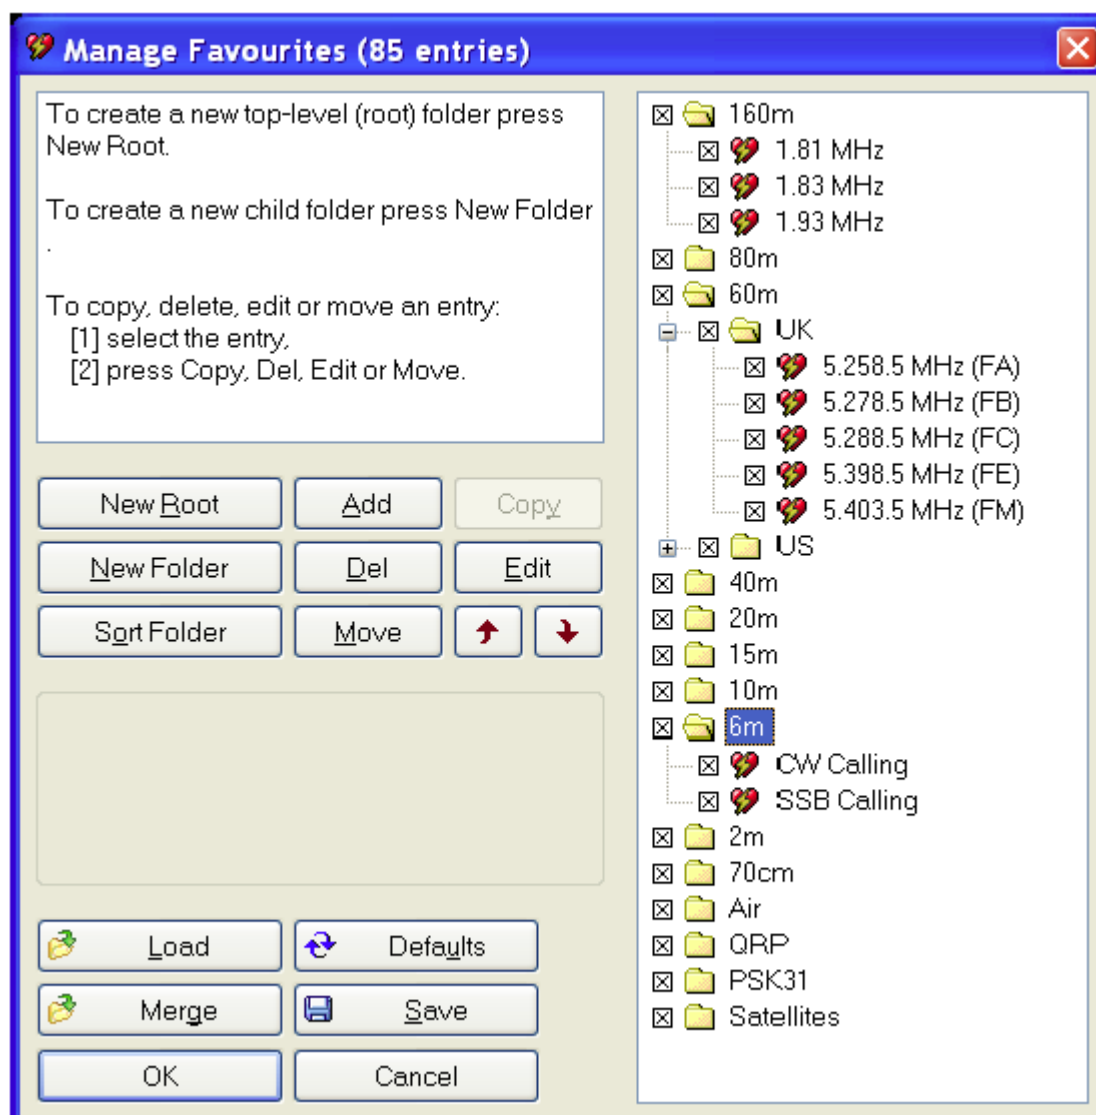 Manage Favourites (85 entries)
To create a new top-level (root) folder press
New Root.
To create a new child folder press New Folder
.
To copy, delete, edit or move an entry:
[1] select the entry,
[2] press Copy, Del, Edit or Move.
New Root
Add
Copy
New Folder
Del
Edit
Sort Folder
Move
Load
Defaults
Merge
Save
OK
Cancel
160m
1.81 MHz
1.83 MHz
1.93 MHz
80m
60m
UK
5.258.5 MHz (FA)
5.278.5 MHz (FB)
5.288.5 MHz (FC)
5.398.5 MHz (FE)
5.403.5 MHz (FM)
US
40m
20m
15m
10m
6m
CW Calling
SSB Calling
2m
70cm
Air
QRP
PSK31
Satellites